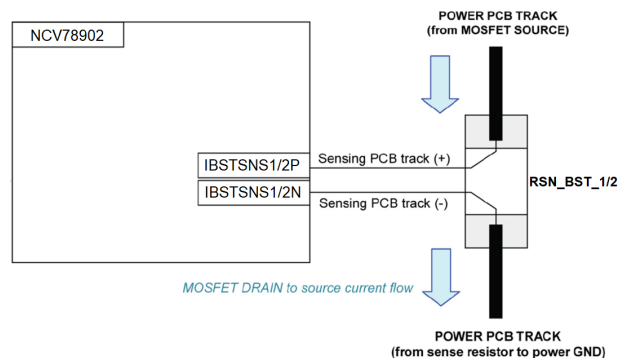 POWER PCB TRACK
(from MOSFET SOURCE)
NCV78902
IBSTSNS1/2P
Sensing PCB track (+)
RSN_BST_1/2
IBSTSNS1/2N
Sensing PCB track (-)
MOSFET DRAIN to source current flow
POWER PCB TRACK
(from sense resistor to power GND)